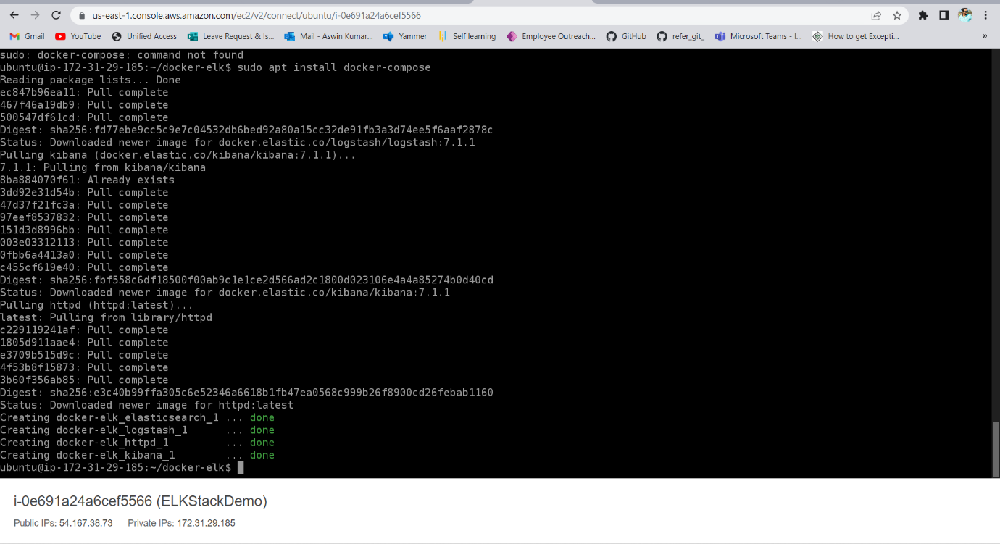 us-east-1.console.aws.amazon.com/ec2/v2/connect/ubuntu/i-0e691a24a6cef5566
Gmail YouTube Unified Access Leave Request & Is... Mail - Aswin Kumar... Yammer Self learning Employee Outreach... GitHub refer_git_ Microsoft Teams - I... How to get Excepti... »
sudo: docker-compose: command not found
ubuntu@ip-172-31-29-185:~/docker-elk$ sudo apt install docker-compose
Reading package lists... Done
ec847b96ea11: Pull complete
467f46a19db9: Pull complete
500547df61cd: Pull complete
Digest: sha256:fd77ebe9cc5c9e7c04532db6bed92a80a15cc32de91fb3a3d74ee5f6aaf2878c
Status: Downloaded newer image for docker.elastic.co/logstash/logstash:7.1.1
Pulling kibana (docker.elastic.co/kibana/kibana:7.1.1)...
7.1.1: Pulling from kibana/kibana
8ba884070f61: Already exists
3dd92e31d54b: Pull complete
47d37f21fc3a: Pull complete
97eef8537832: Pull complete
151d3d8996bb: Pull complete
003e03312113: Pull complete
0fbb6a4413a0: Pull complete
c455cf619e40: Pull complete
Digest: sha256:fbf558c6df18500f00ab9c1e1ce2d566ad2c1800d023106e4a4a85274b0d40cd
Status: Downloaded newer image for docker.elastic.co/kibana/kibana:7.1.1
Pulling httpd (httpd:latest)...
latest: Pulling from library/httpd
c229119241af: Pull complete
1805d911aae4: Pull complete
e3709b515d9c: Pull complete
4f53b8f15873: Pull complete
3b60f356ab85: Pull complete
Digest: sha256:e3c40b99ffa305c6e52346a6618b1fb47ea0568c999b26f8900cd26febab1160
Status: Downloaded newer image for httpd:latest
Creating docker-elk_elasticsearch_1 ... done
Creating docker-elk_logstash_1 ... done
Creating docker-elk_httpd_1 ... done
Creating docker-elk_kibana_1 ... done
ubuntu@ip-172-31-29-185:~/docker-elk$
i-0e691a24a6cef5566 (ELKStackDemo)
Public IPs: 54.167.38.73 Private IPs: 172.31.29.185